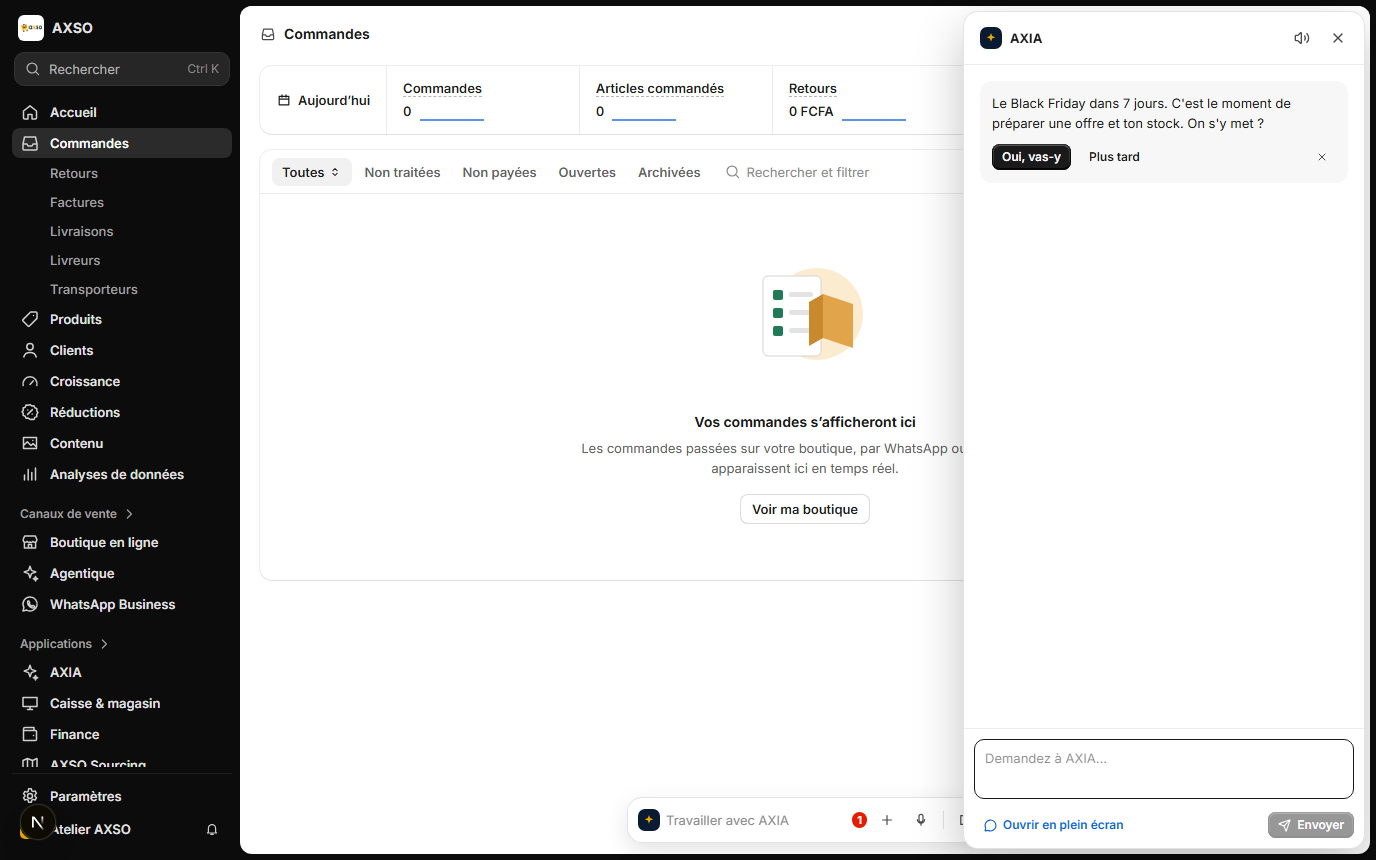 AXSO
Rechercher
Ctrl K
Accueil
Commandes
Retours
Factures
Livraisons
Livreurs
Transporteurs
Produits
Clients
Croissance
Réductions
Contenu
Analyses de données
Canaux de vente
Boutique en ligne
Agentique
WhatsApp Business
Applications
AXIA
Caisse & magasin
Finance
AXSO Sourcing
Paramètres
N
Atelier AXSO
Commandes
Aujourd’hui
Commandes
0
Articles commandés
0
Retours
0 FCFA
Toutes
Non traitées
Non payées
Ouvertes
Archivées
Rechercher et filtrer
Vos commandes s’afficheront ici
Les commandes passées sur votre boutique, par WhatsApp ou
apparaissent ici en temps réel.
Voir ma boutique
Travailler avec AXIA
1
AXIA
Le Black Friday dans 7 jours. C'est le moment de
préparer une offre et ton stock. On s'y met ?
Oui, vas-y
Plus tard
Demandez à AXIA...
Ouvrir en plein écran
Envoyer